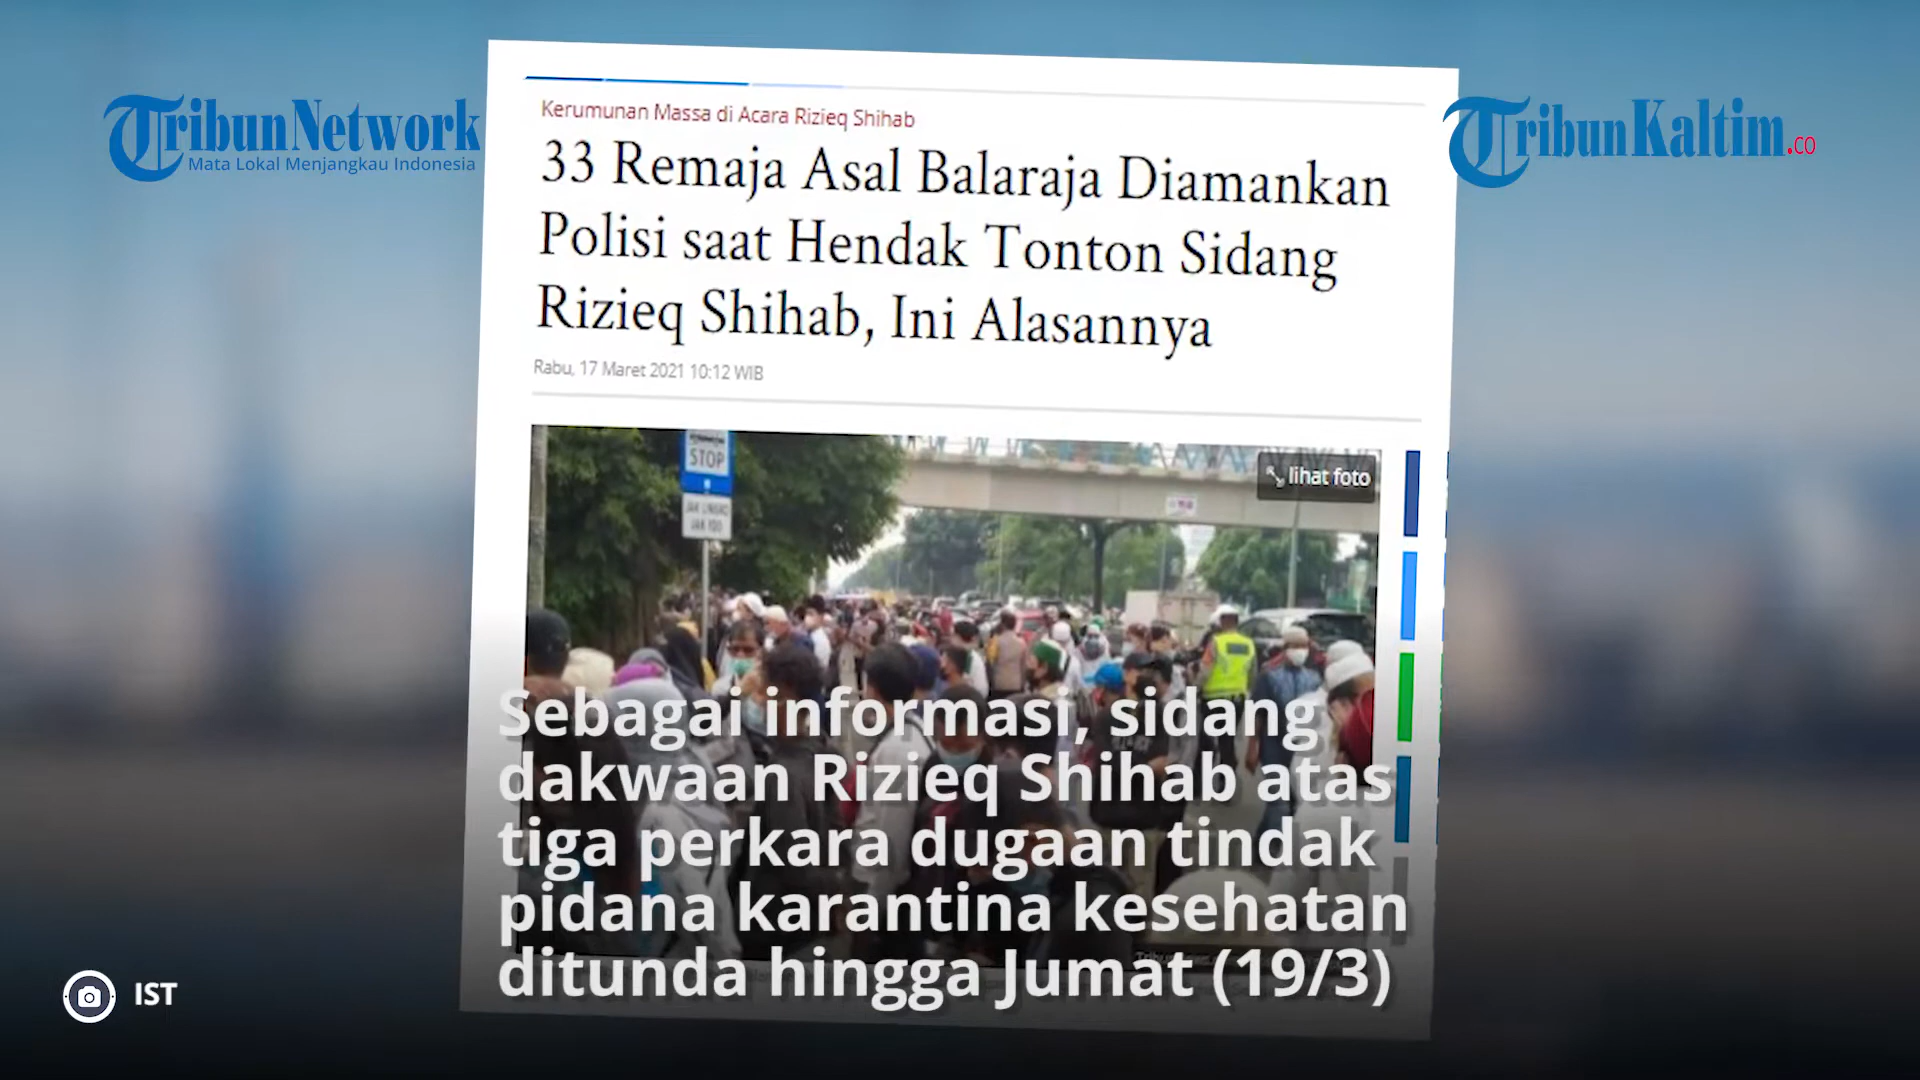 TribunNetwork
Mata Lokal Menjangkau Indonesia
TribunKaltim.co
Kerumunan Massa di Acara Rizieq Shihab
33 Remaja Asal Balaraja Diamankan
Polisi saat Hendak Tonton Sidang
Rizieq Shihab, Ini Alasannya
Rabu, 17 Maret 2021 10:12 WIB
STOP
lihat foto
Sebagai informasi, sidang
dakwaan Rizieq Shihab atas
tiga perkara dugaan tindak
pidana karantina kesehatan
ditunda hingga Jumat (19/3)
IST